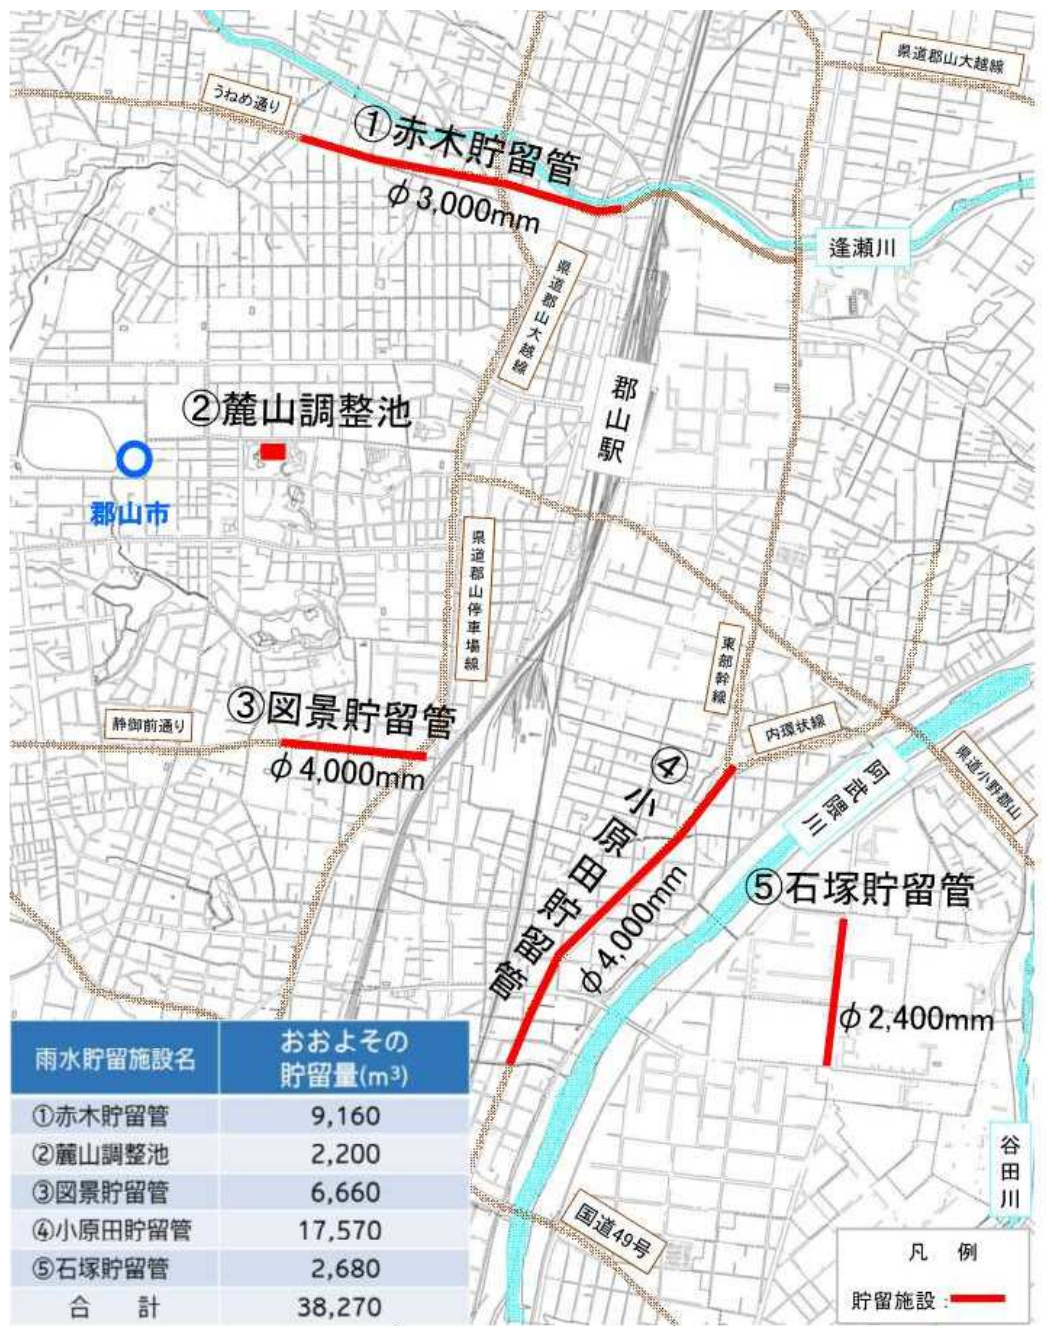 県道郡山大越線
うねめ通り
①赤木貯留管
φ3,000mm
逢瀬川
県道郡山大越線
郡山駅
②麓山調整池
郡山市
県道郡山停車場線
東部幹線
③図景貯留管
静御前通り
φ4,000mm
内環状線
④小原田貯留管
φ4,000mm
阿武隈川
県道小野郡山
⑤石塚貯留管
φ2,400mm
谷田川
国道49号
雨水貯留施設名 おおよその
貯留量(m³)
①赤木貯留管 9,160
②麓山調整池 2,200
③図景貯留管 6,660
④小原田貯留管 17,570
⑤石塚貯留管 2,680
合 計 38,270
凡 例
貯留施設: